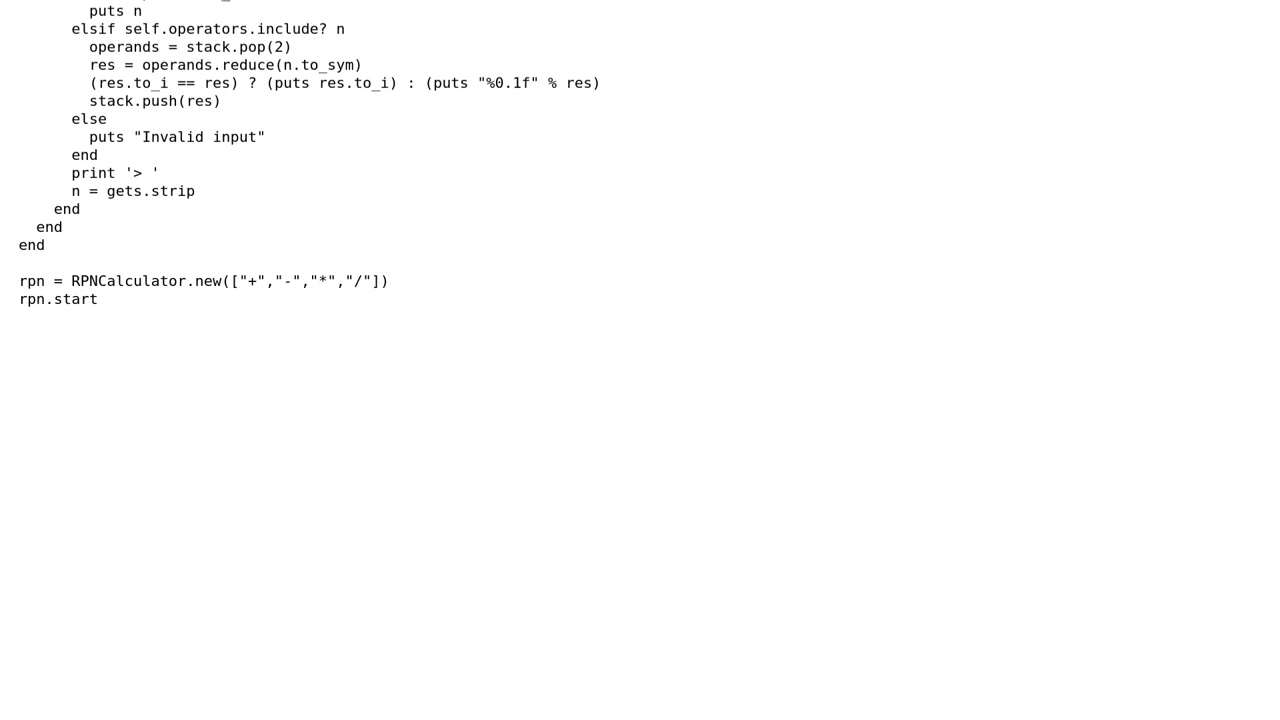 puts n
elsif self.operators.include? n
operands = stack.pop(2)
res = operands.reduce(n.to_sym)
(res.to_i == res) ? (puts res.to_i) : (puts "%0.1f" % res)
stack.push(res)
else
puts "Invalid input"
end
print '> '
n = gets.strip
end
end
end
rpn = RPNCalculator.new(["+","-","*","/"])
rpn.start